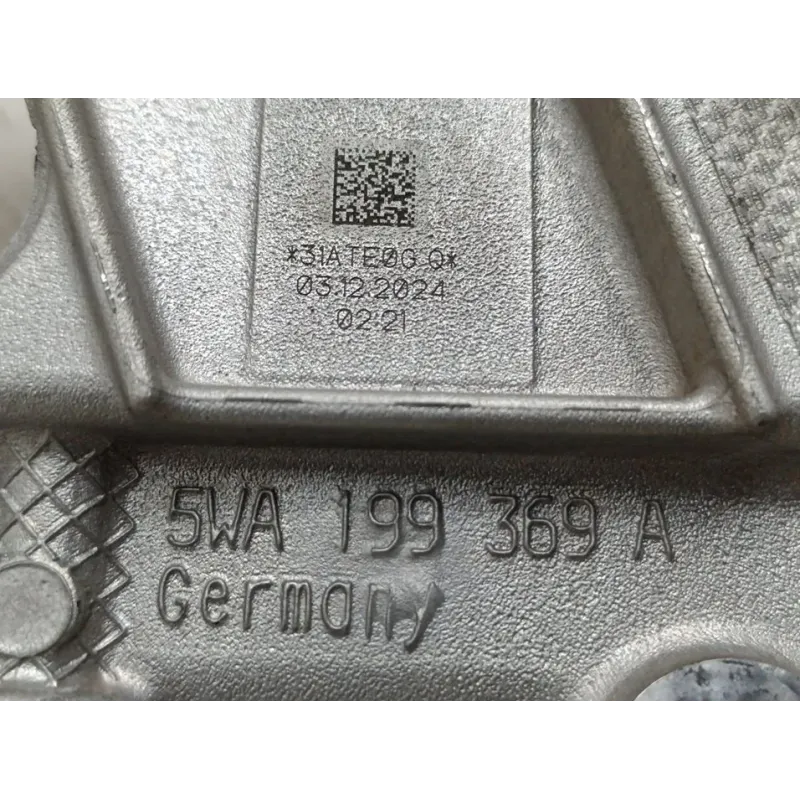 *31ATE0G Q*
03.12.2024
02:21
5WA 199 369 A
Germany